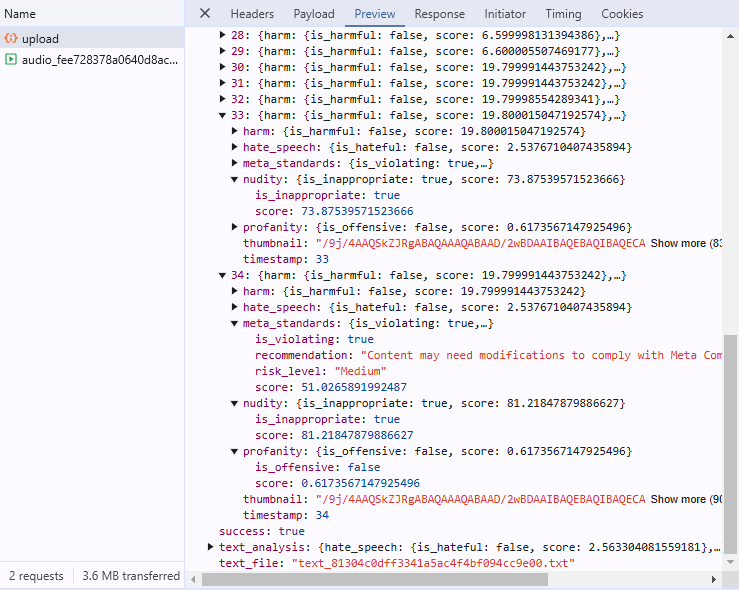 Name
Headers Payload Preview Response Initiator Timing Cookies
upload
audio_fee728378a0640d8ac...
28: {harm: {is_harmful: false, score: 6.599998131394386},…}
29: {harm: {is_harmful: false, score: 6.600005507469177},…}
30: {harm: {is_harmful: false, score: 19.799991443753242},…}
31: {harm: {is_harmful: false, score: 19.799991443753242},…}
32: {harm: {is_harmful: false, score: 19.79998554289341},…}
33: {harm: {is_harmful: false, score: 19.800015047192574},…}
harm: {is_harmful: false, score: 19.800015047192574}
hate_speech: {is_hateful: false, score: 2.5376710407435894}
meta_standards: {is_violating: true,…}
nudity: {is_inappropriate: true, score: 73.87539571523666}
is_inappropriate: true
score: 73.87539571523666
profanity: {is_offensive: false, score: 0.6173567147925496}
thumbnail: "/9j/4AAQSkZJRgABAQAAAQABAAD/2wBDAAIBAQEBAQIBAQECA Show more (83
timestamp: 33
34: {harm: {is_harmful: false, score: 19.799991443753242},…}
harm: {is_harmful: false, score: 19.799991443753242}
hate_speech: {is_hateful: false, score: 2.5376710407435894}
meta_standards: {is_violating: true,…}
is_violating: true
recommendation: "Content may need modifications to comply with Meta Com
risk_level: "Medium"
score: 51.0265891992487
nudity: {is_inappropriate: true, score: 81.21847879886627}
is_inappropriate: true
score: 81.21847879886627
profanity: {is_offensive: false, score: 0.6173567147925496}
is_offensive: false
score: 0.6173567147925496
thumbnail: "/9j/4AAQSkZJRgABAQAAAQABAAD/2wBDAAIBAQEBAQIBAQECA Show more (90
timestamp: 34
success: true
text_analysis: {hate_speech: {is_hateful: false, score: 2.563304081559181},…
text_file: "text_81304c0dff3341a5ac4f4bf094cc9e00.txt"
2 requests 3.6 MB transferred